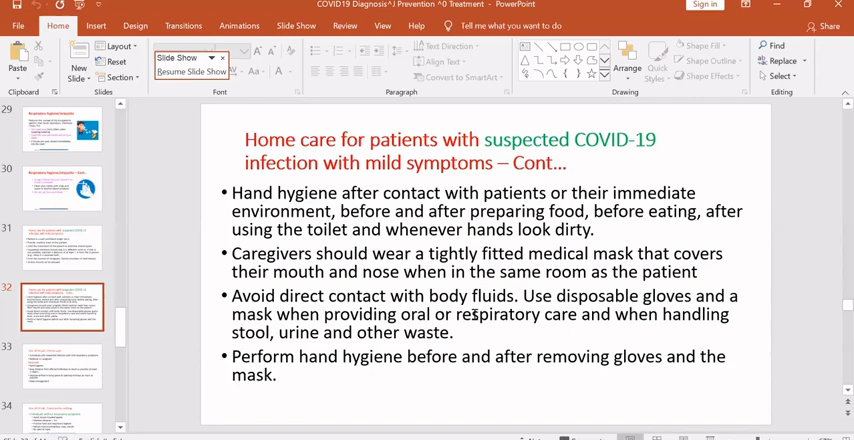 COVID19 Diagnosis^J Prevention ^0 Treatment - PowerPoint
Sign in
File Home Insert Design Transitions Animations Slide Show Review View Help Tell me what you want to do Share
Paste
New
Slide
Layout
Reset
Section
Slide Show
Resume Slide Show
Aa
A
Text Direction
Align Text
Convert to SmartArt
Arrange
Quick
Styles
Shape Fill
Shape Outline
Shape Effects
Find
Replace
Select
Clipboard
Slides
Font
Paragraph
Drawing
Editing
29
30
31
32
33
34
Home care for patients with suspected COVID-19
infection with mild symptoms – Cont...
• Hand hygiene after contact with patients or their immediate
environment, before and after preparing food, before eating, after
using the toilet and whenever hands look dirty.
• Caregivers should wear a tightly fitted medical mask that covers
their mouth and nose when in the same room as the patient
• Avoid direct contact with body fluids. Use disposable gloves and a
mask when providing oral or respiratory care and when handling
stool, urine and other waste.
• Perform hand hygiene before and after removing gloves and the
mask.